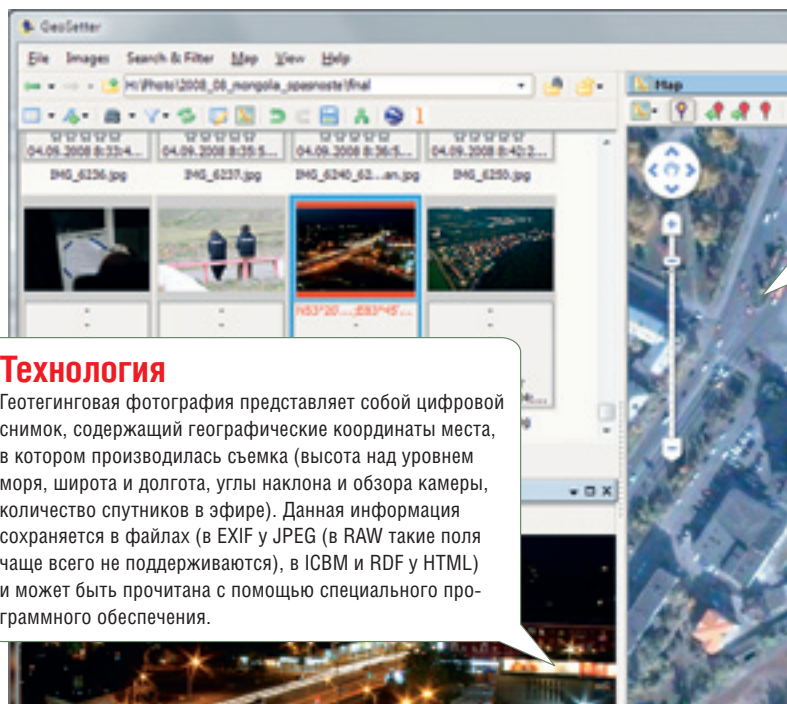 GeoSetter
File Images Search & Filter Map View Help
H:\Photo\2008_08_mongolia_spasnoste\final
Map
04.09.2008 8:33:4... 04.09.2008 8:35:5... 04.09.2008 8:36:5... 04.09.2008 8:42:2...
IMG_6236.jpg IMG_6237.jpg IMG_6240_62...an.jpg IMG_6250.jpg
N53°20'...;E83°45'...
Технология
Геотегинговая фотография представляет собой цифровой
снимок, содержащий географические координаты места,
в котором производилась съемка (высота над уровнем
моря, широта и долгота, углы наклона и обзора камеры,
количество спутников в эфире). Данная информация
сохраняется в файлах (в EXIF у JPEG (в RAW такие поля
чаще всего не поддерживаются), в ICBM и RDF у HTML)
и может быть прочитана с помощью специального про-
граммного обеспечения.